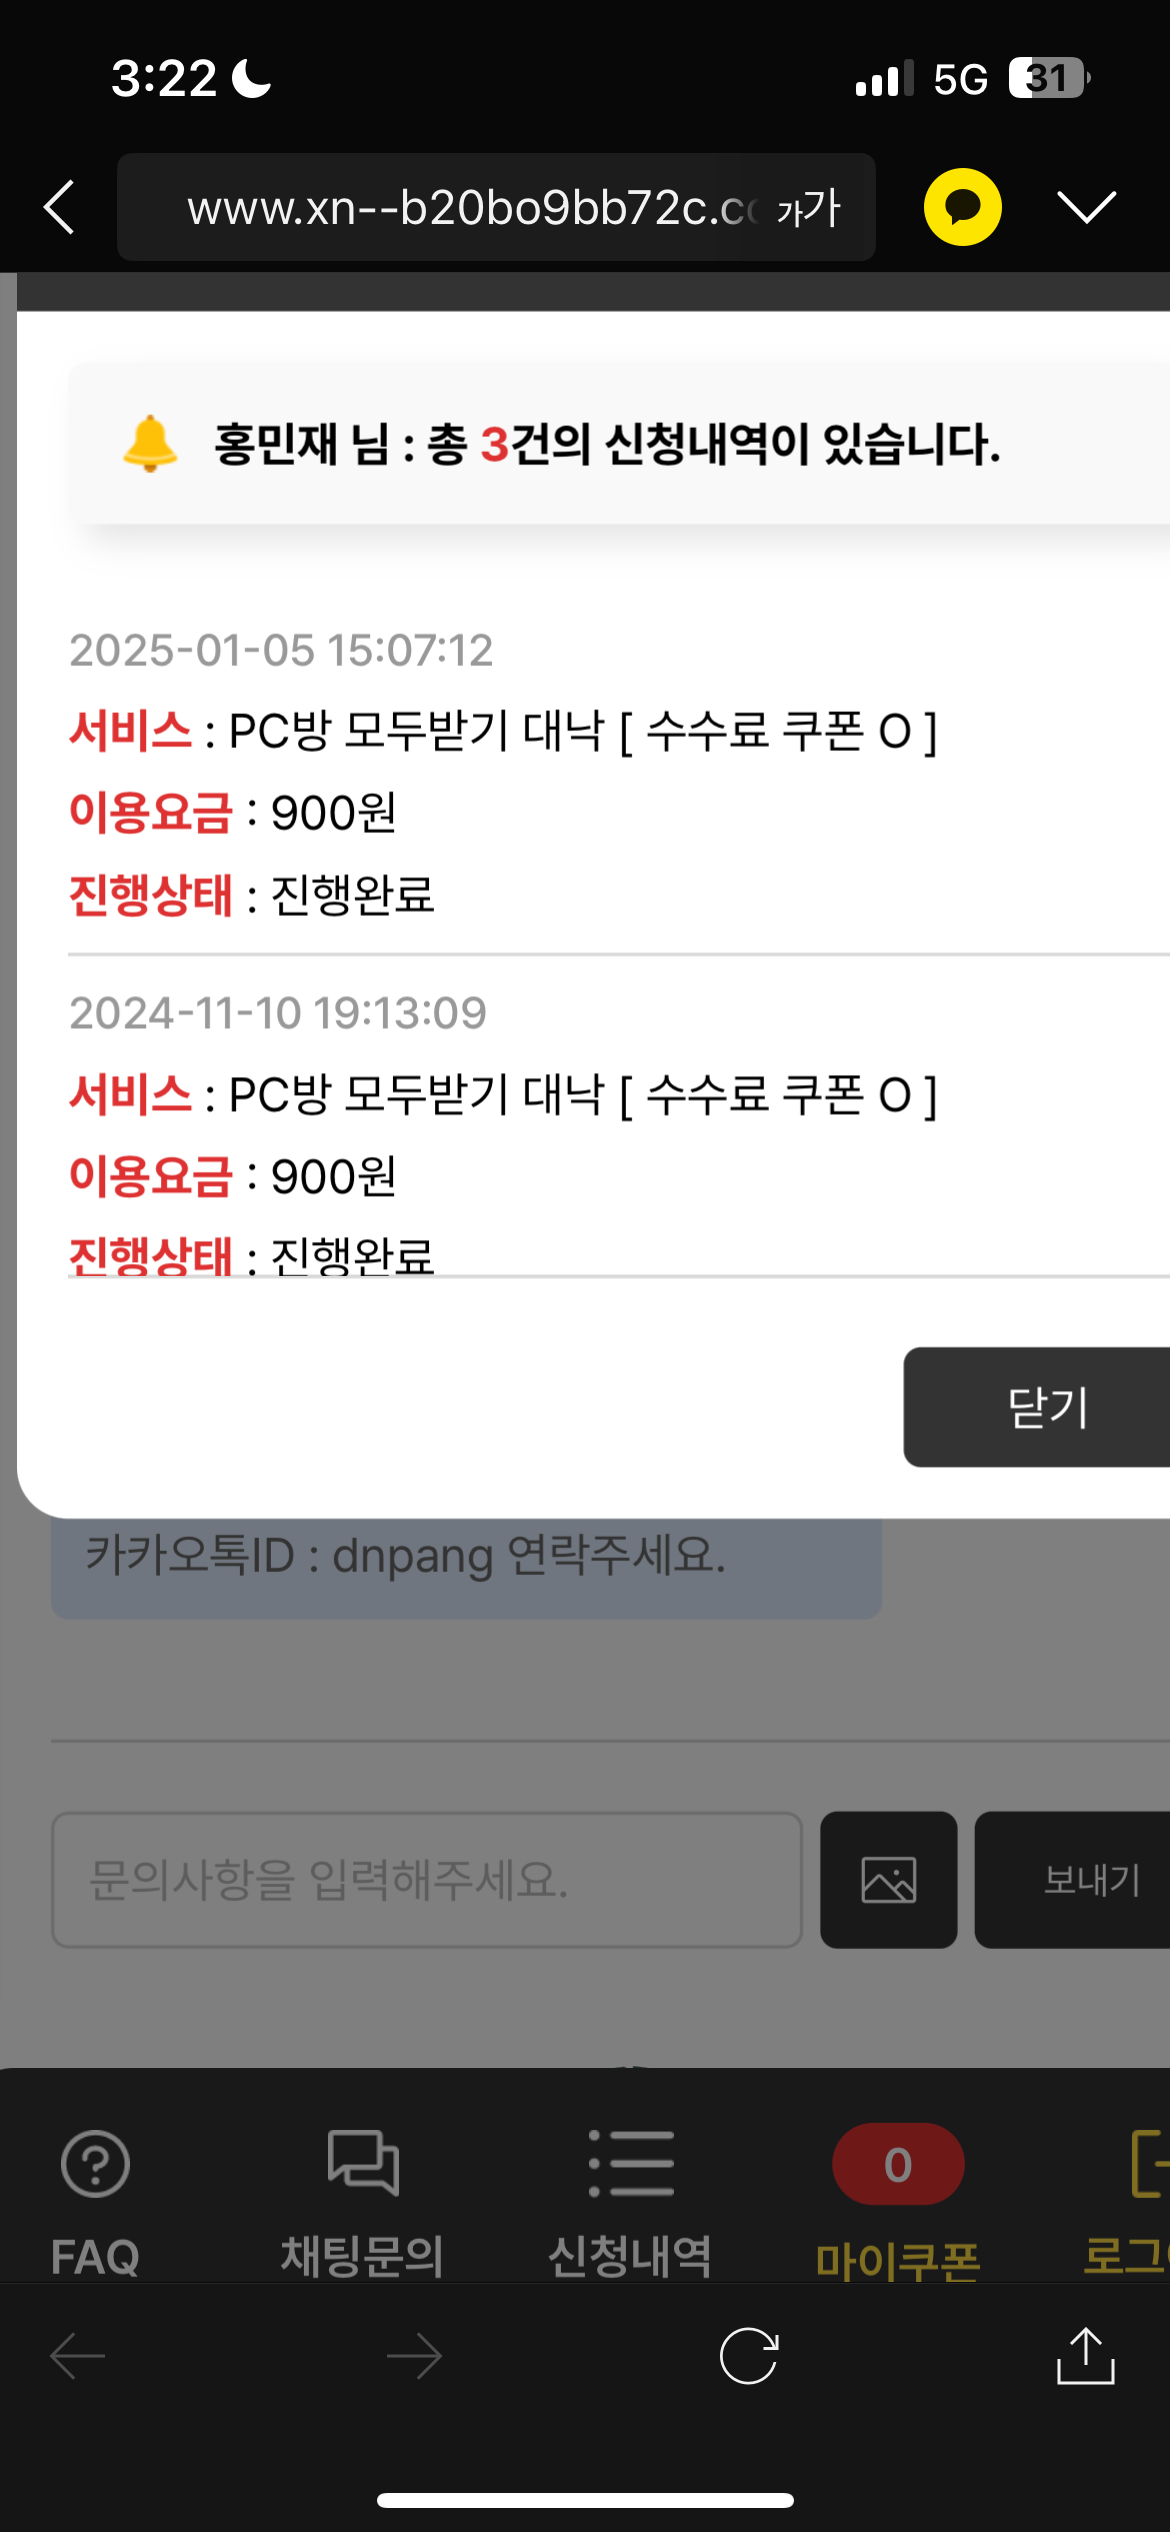 3:22
5G
31
www.xn--b20bo9bb72c.c
가가
홍민재 님 : 총 3건의 신청내역이 있습니다.
2025-01-05 15:07:12
서비스 : PC방 모두받기 대낙 [ 수수료 쿠폰 O ]
이용요금 : 900원
진행상태 : 진행완료
2024-11-10 19:13:09
서비스 : PC방 모두받기 대낙 [ 수수료 쿠폰 O ]
이용요금 : 900원
진행상태 : 진행완료
닫기
카카오톡ID : dnpang 연락주세요.
문의사항을 입력해주세요.
보내기
0
FAQ
채팅문의
신청내역
마이쿠폰
로그